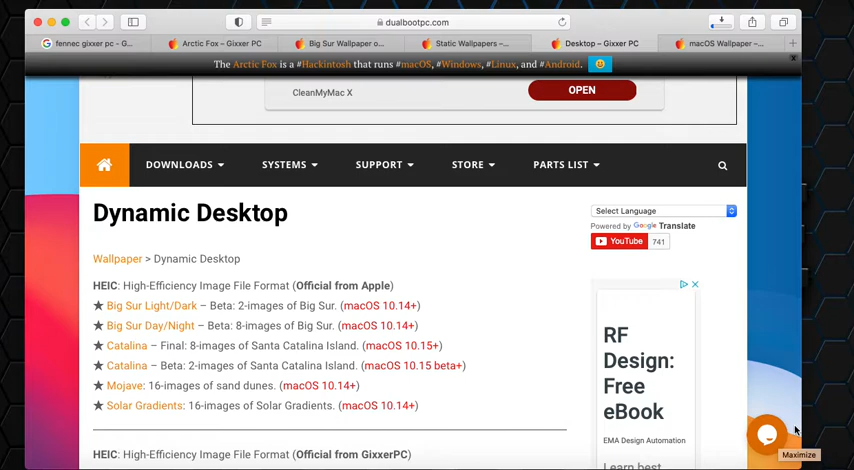 dualbootpc.com
fennec gixxer pc - G...
Arctic Fox – Gixxer PC
Big Sur Wallpaper o...
Static Wallpapers –...
Desktop – Gixxer PC
macOS Wallpaper –...
The Arctic Fox is a #Hackintosh that runs #macOS, #Windows, #Linux, and #Android.
x
CleanMyMac X
OPEN
DOWNLOADS
SYSTEMS
SUPPORT
STORE
PARTS LIST
Dynamic Desktop
Select Language
Powered by Google Translate
YouTube 741
Wallpaper > Dynamic Desktop
HEIC: High-Efficiency Image File Format (Official from Apple)
★ Big Sur Light/Dark – Beta: 2-images of Big Sur. (macOS 10.14+)
★ Big Sur Day/Night – Beta: 8-images of Big Sur. (macOS 10.14+)
★ Catalina – Final: 8-images of Santa Catalina Island. (macOS 10.15+)
★ Catalina – Beta: 2-images of Santa Catalina Island. (macOS 10.15 beta+)
★ Mojave: 16-images of sand dunes. (macOS 10.14+)
★ Solar Gradients: 16-images of Solar Gradients. (macOS 10.14+)
HEIC: High-Efficiency Image File Format (Official from GixxerPC)
RF
Design:
Free
eBook
EMA Design Automation
Learn best
Maximize